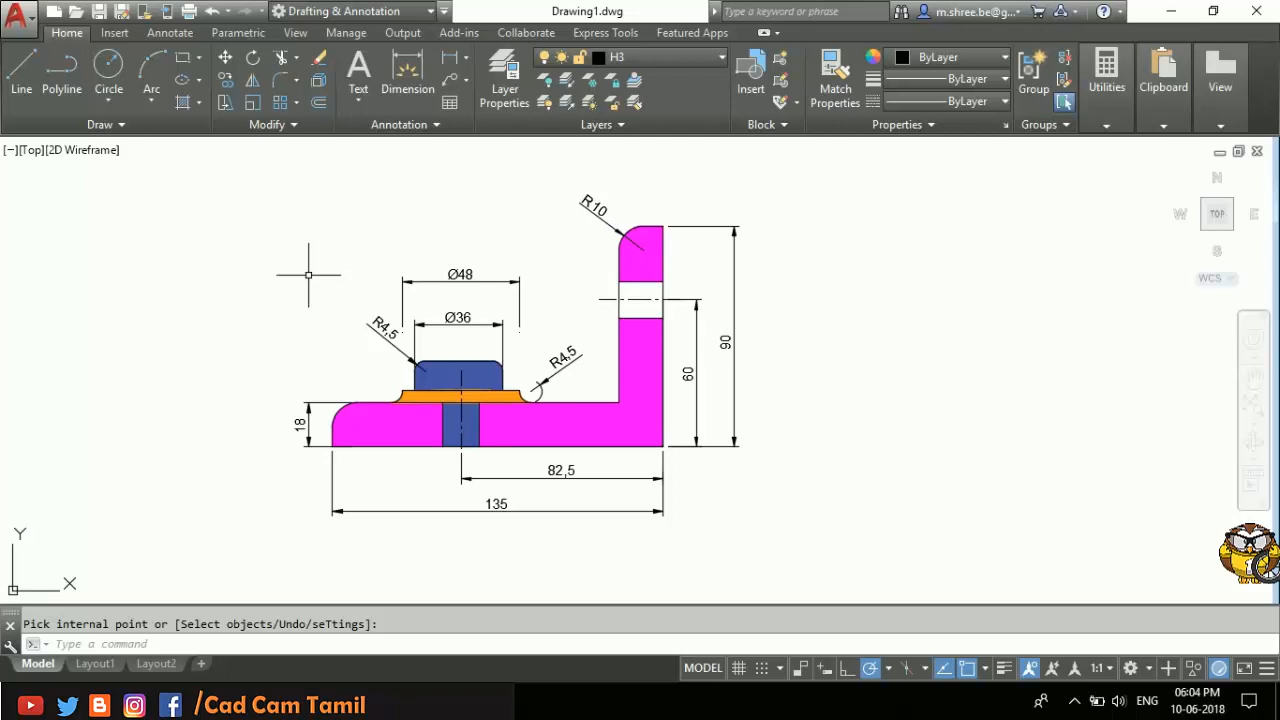 Drafting & Annotation
Drawing1.dwg
Type a keyword or phrase
m.shree.be@g...
Home Insert Annotate Parametric View Manage Output Add-ins Collaborate Express Tools Featured Apps
H3
ByLayer
ByLayer
ByLayer
Line Polyline Circle Arc
Text Dimension
Layer Properties
Insert
Match Properties
Group
Utilities Clipboard View
Draw Modify Annotation Layers Block Properties Groups
[−][Top][2D Wireframe]
N
W TOP E
S
WCS
R10
Ø48
Ø36
R4,5
R4,5
90
60
18
82,5
135
Y
X
Pick internal point or [Select objects/Undo/seTtings]:
Type a command
Model Layout1 Layout2 +
MODEL
1:1
/Cad Cam Tamil
ENG
06:04 PM
10-06-2018